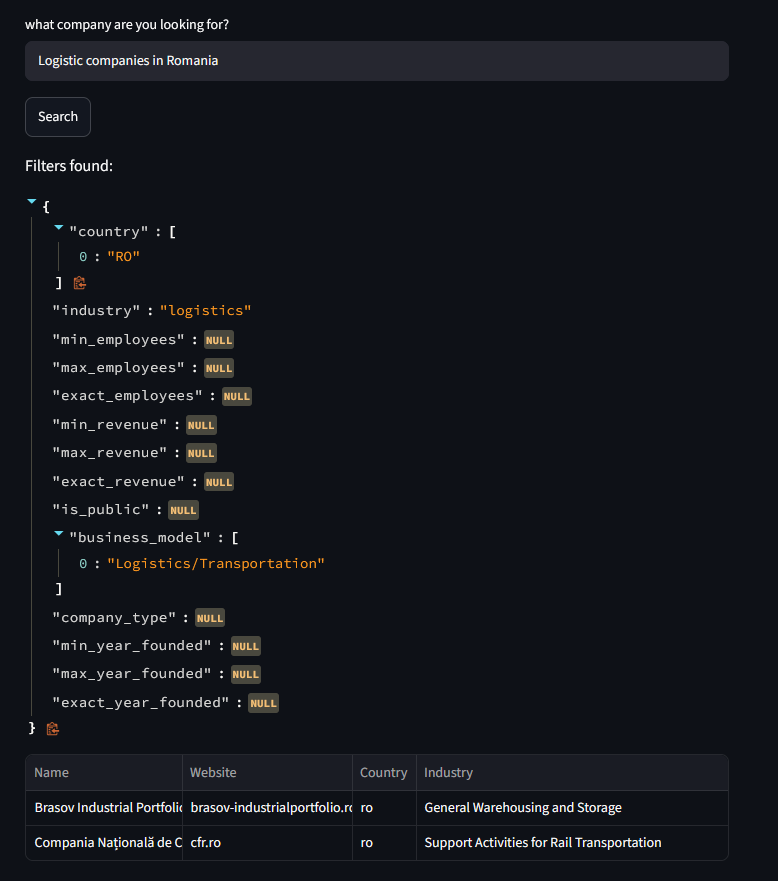 what company are you looking for?
Logistic companies in Romania
Search
Filters found:
{
"country" : [
0 : "RO"
]
"industry" : "logistics"
"min_employees" : NULL
"max_employees" : NULL
"exact_employees" : NULL
"min_revenue" : NULL
"max_revenue" : NULL
"exact_revenue" : NULL
"is_public" : NULL
"business_model" : [
0 : "Logistics/Transportation"
]
"company_type" : NULL
"min_year_founded" : NULL
"max_year_founded" : NULL
"exact_year_founded" : NULL
}
Name Website Country Industry
Brasov Industrial Portfolic brasov-industrialportfolio.rc ro General Warehousing and Storage
Compania Națională de C cfr.ro ro Support Activities for Rail Transportation